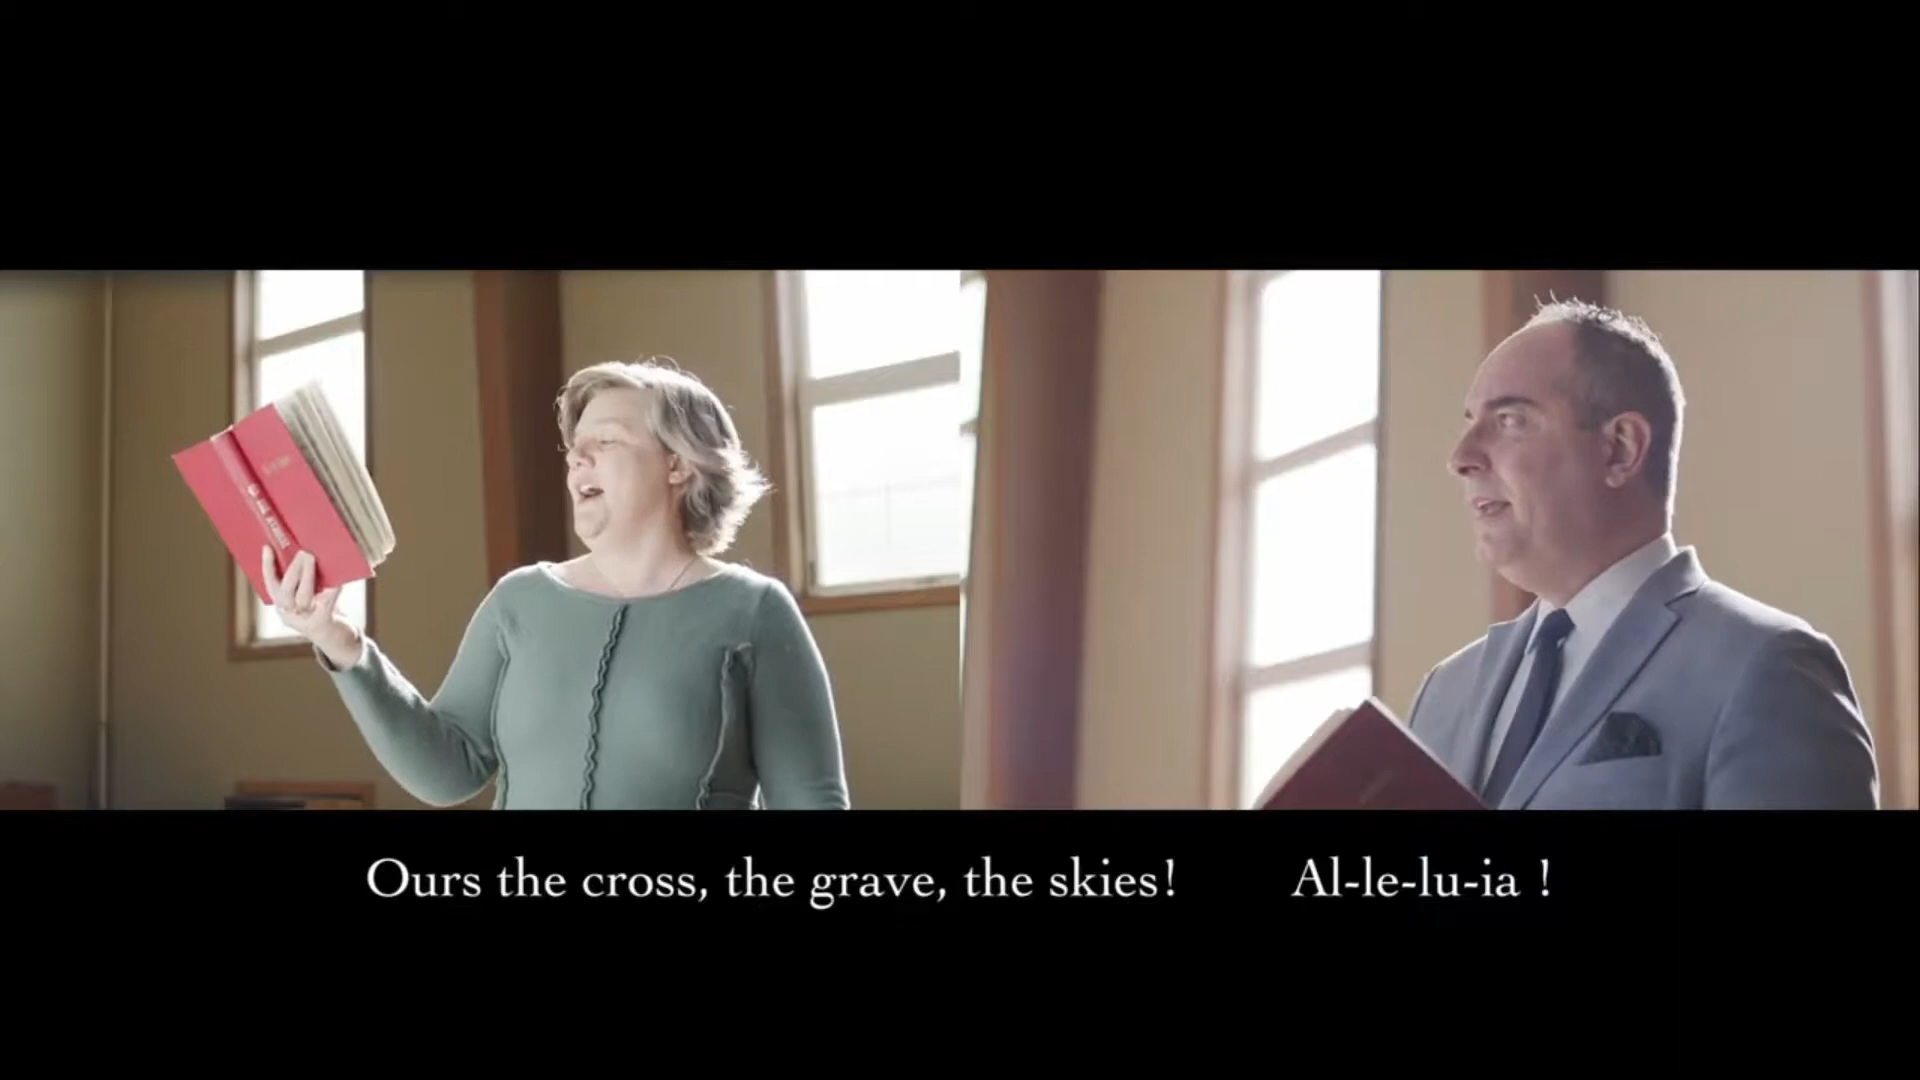 Ours the cross, the grave, the skies!   Al-le-lu-ia !